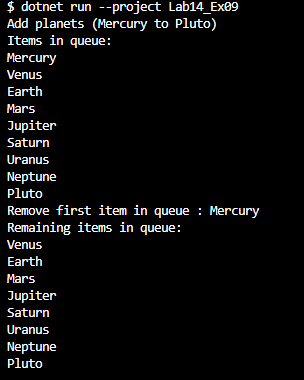 $ dotnet run --project Lab14_Ex09
Add planets (Mercury to Pluto)
Items in queue:
Mercury
Venus
Earth
Mars
Jupiter
Saturn
Uranus
Neptune
Pluto
Remove first item in queue : Mercury
Remaining items in queue:
Venus
Earth
Mars
Jupiter
Saturn
Uranus
Neptune
Pluto